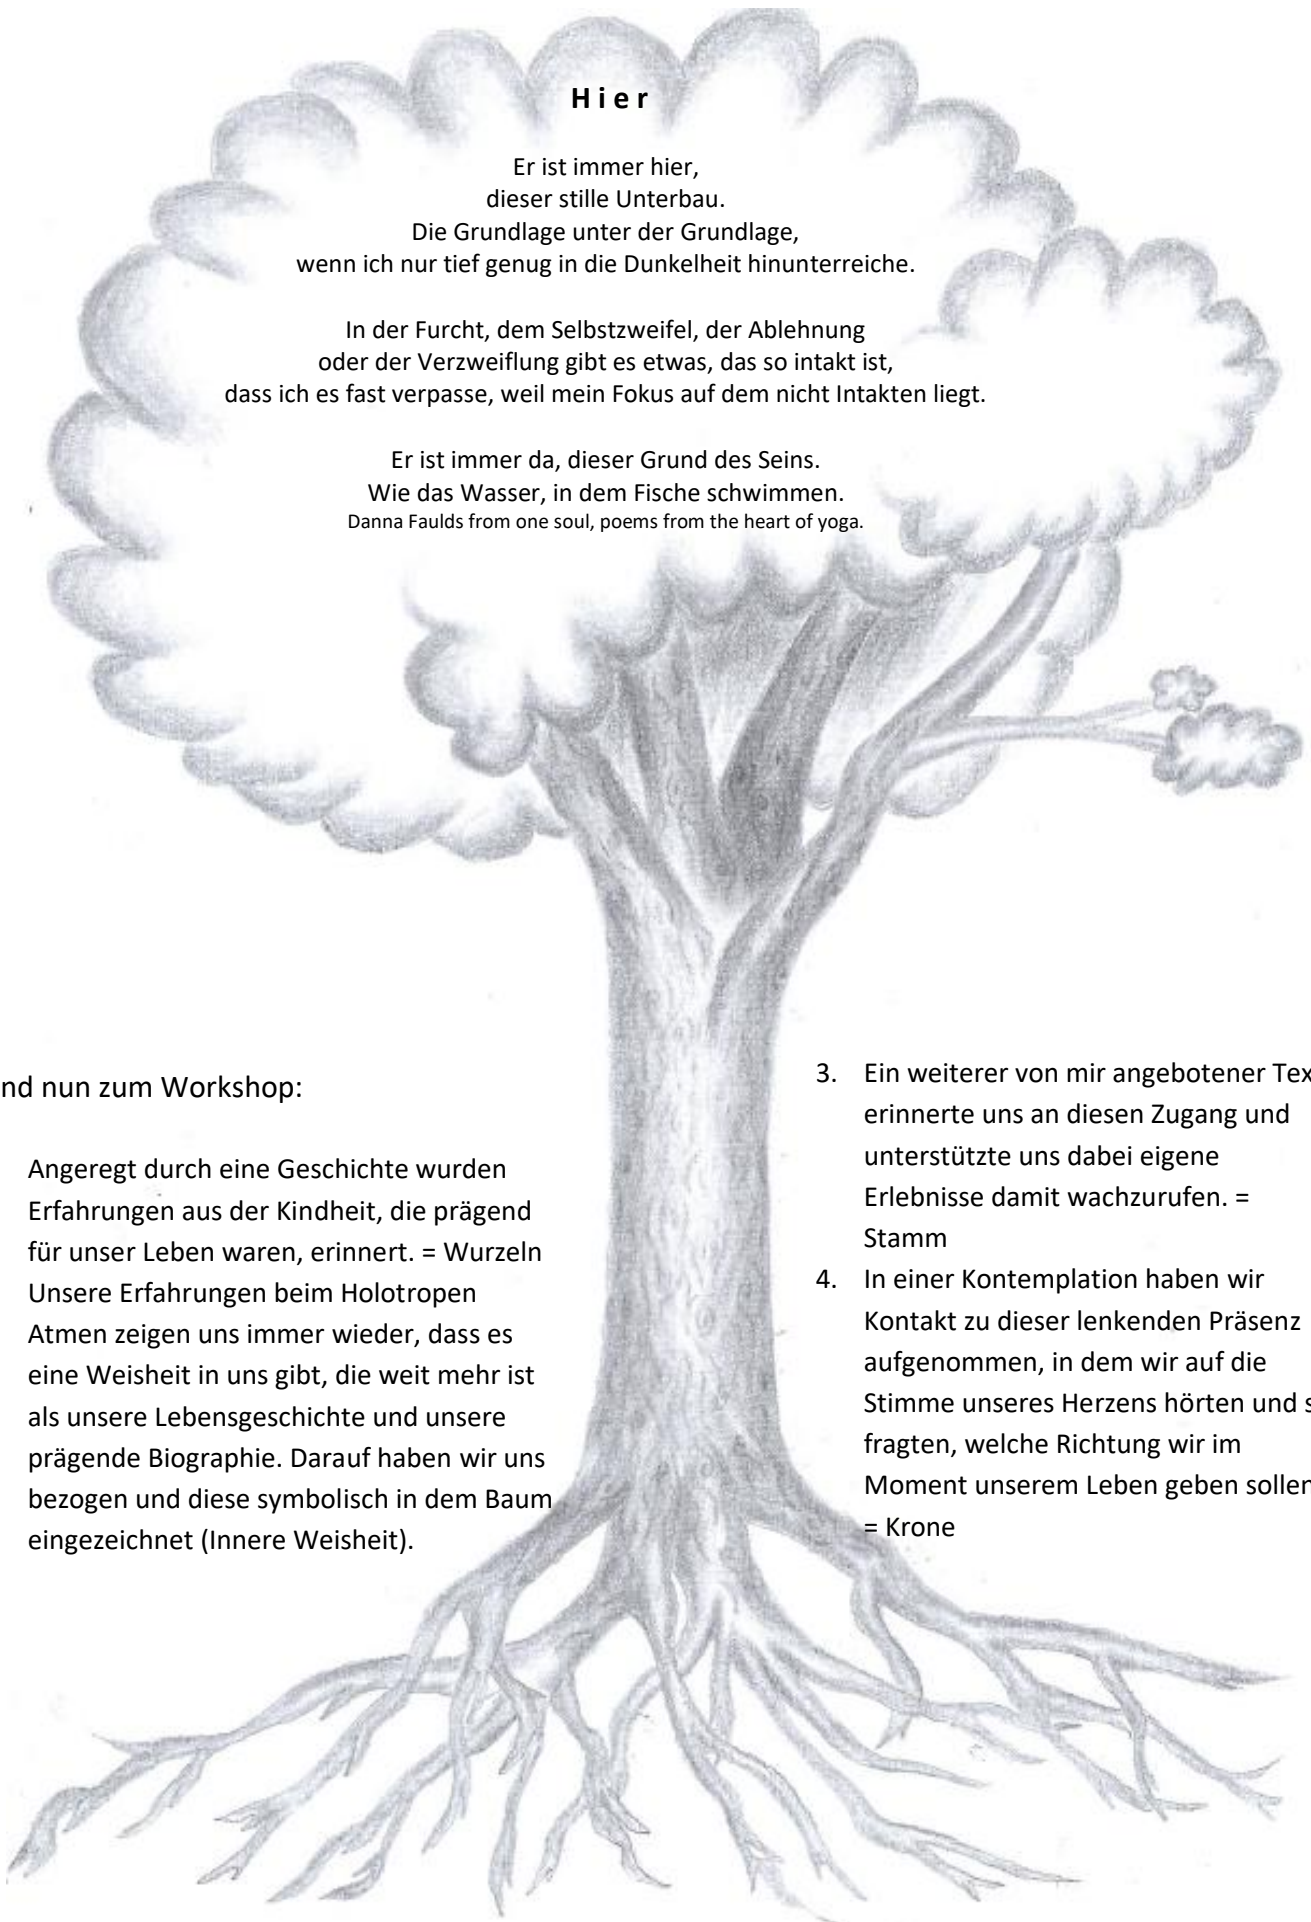 H i e r
Er ist immer hier,
dieser stille Unterbau.
Die Grundlage unter der Grundlage,
wenn ich nur tief genug in die Dunkelheit hinunterreiche.
In der Furcht, dem Selbstzweifel, der Ablehnung
oder der Verzweiflung gibt es etwas, das so intakt ist,
dass ich es fast verpasse, weil mein Fokus auf dem nicht Intakten liegt.
Er ist immer da, dieser Grund des Seins.
Wie das Wasser, in dem Fische schwimmen.
Danna Faulds from one soul, poems from the heart of yoga.
nd nun zum Workshop:
Angeregt durch eine Geschichte wurden
Erfahrungen aus der Kindheit, die prägend
für unser Leben waren, erinnert. = Wurzeln
Unsere Erfahrungen beim Holotropen
Atmen zeigen uns immer wieder, dass es
eine Weisheit in uns gibt, die weit mehr ist
als unsere Lebensgeschichte und unsere
prägende Biographie. Darauf haben wir uns
bezogen und diese symbolisch in dem Baum
eingezeichnet (Innere Weisheit).
3. Ein weiterer von mir angebotener Tex
erinnerte uns an diesen Zugang und
unterstützte uns dabei eigene
Erlebnisse damit wachzurufen. =
Stamm
4. In einer Kontemplation haben wir
Kontakt zu dieser lenkenden Präsenz
aufgenommen, in dem wir auf die
Stimme unseres Herzens hörten und s
fragten, welche Richtung wir im
Moment unserem Leben geben sollen
= Krone